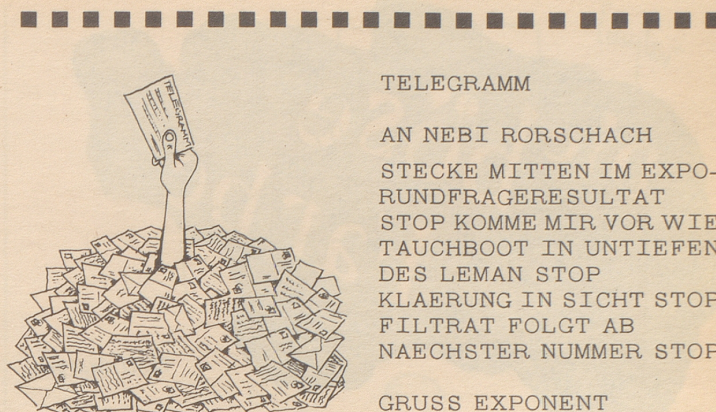 TELEGRAMM
TELEGRAMM
AN NEBI RORSCHACH
STECKE MITTEN IM EXPO-
RUNDFRAGERESULTAT
STOP KOMME MIR VOR WIE
TAUCHBOOT IN UNTIEFEN
DES LEMAN STOP
KLAERUNG IN SICHT STOP
FILTRAT FOLGT AB
NAECHSTER NUMMER STOP
GRUSS EXPONENT